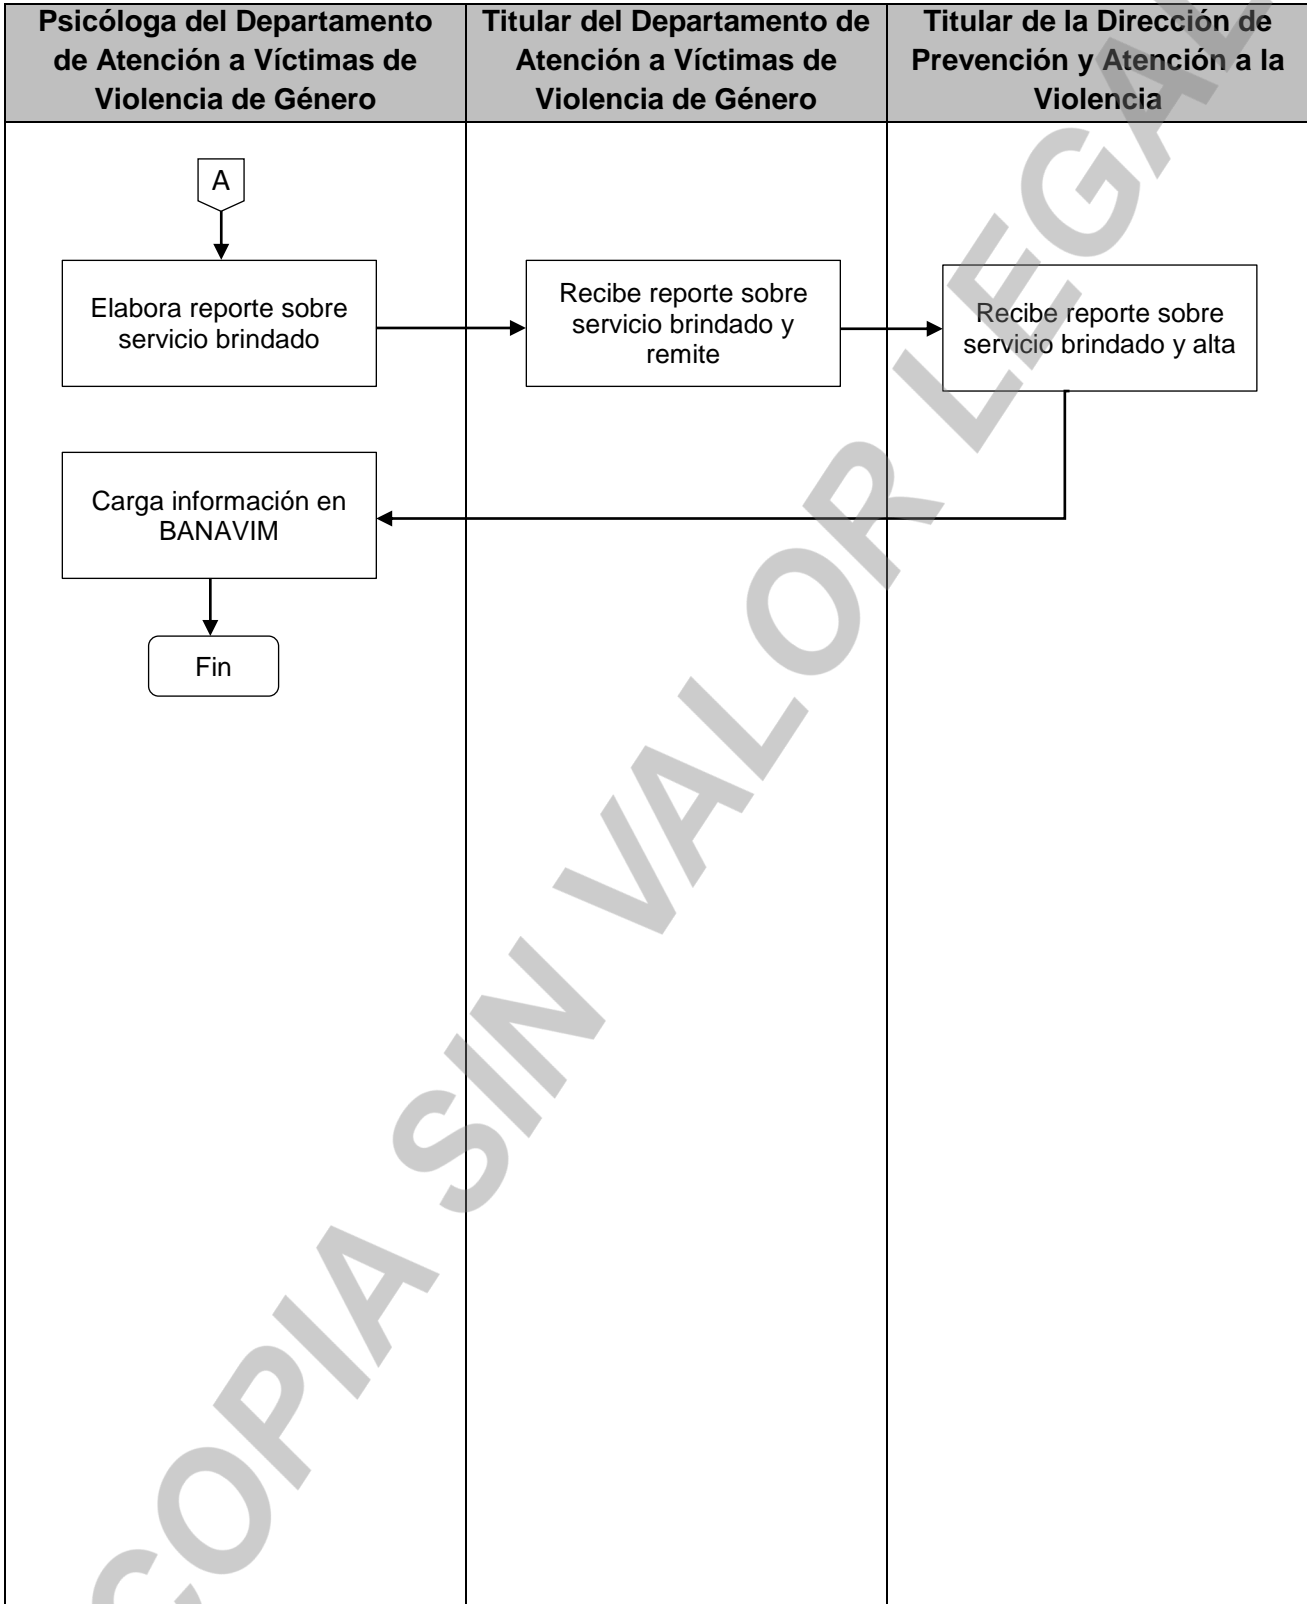 Psicóloga del Departamento
de Atención a Víctimas de
Violencia de Género
Titular del Departamento de
Atención a Víctimas de
Violencia de Género
Titular de la Dirección de
Prevención y Atención a la
Violencia
A
Elabora reporte sobre
servicio brindado
Recibe reporte sobre
servicio brindado y
remite
Recibe reporte sobre
servicio brindado y alta
Carga información en
BANAVIM
Fin
COPIA SIN VALOR LEGAL